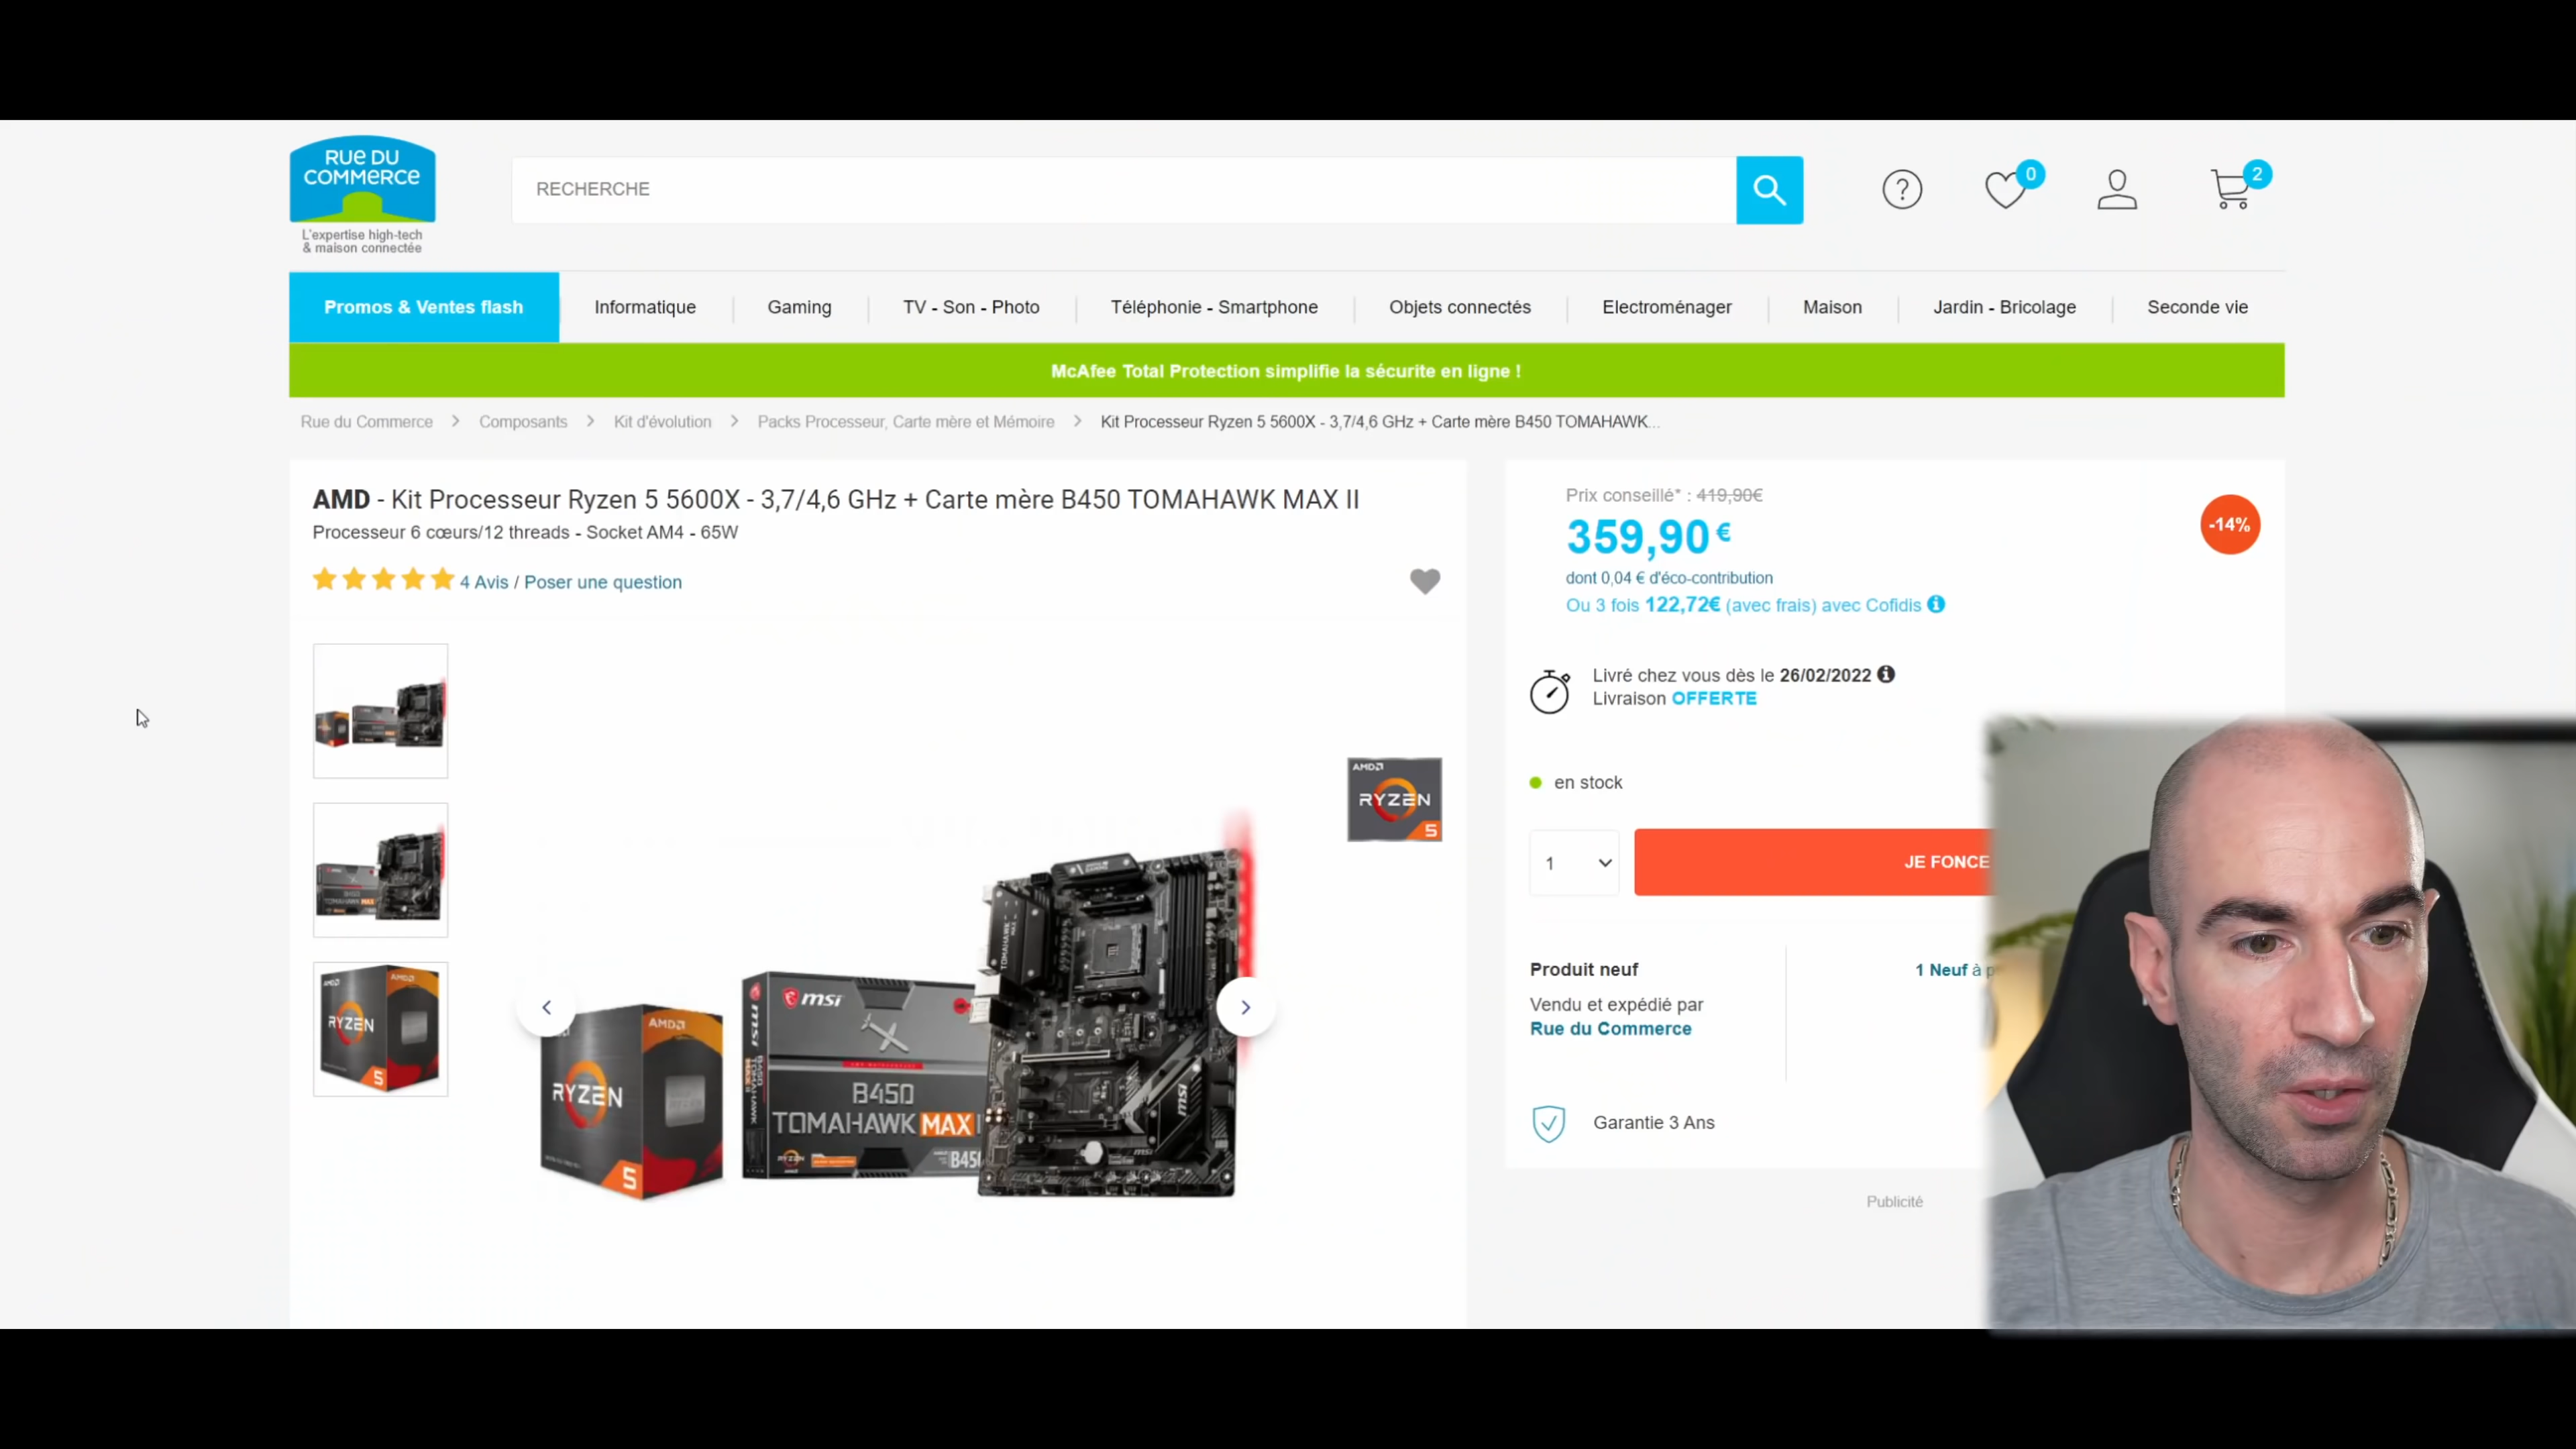 RUE DU
COMMERCE
L'expertise high-tech
& maison connectée
RECHERCHE
0
2
Promos & Ventes flash
Informatique
Gaming
TV - Son - Photo
Téléphonie - Smartphone
Objets connectés
Electroménager
Maison
Jardin - Bricolage
Seconde vie
McAfee Total Protection simplifie la sécurite en ligne !
Rue du Commerce > Composants > Kit d'évolution > Packs Processeur, Carte mère et Mémoire > Kit Processeur Ryzen 5 5600X - 3,7/4,6 GHz + Carte mère B450 TOMAHAWK...
AMD - Kit Processeur Ryzen 5 5600X - 3,7/4,6 GHz + Carte mère B450 TOMAHAWK MAX II
Processeur 6 cœurs/12 threads - Socket AM4 - 65W
4 Avis / Poser une question
AMD
RYZEN
5
AMD
RYZEN
5
AMD
RYZEN
5
msi
B450
TOMAHAWK MAX
RYZEN
B450
TOMAHAWK
msi
Prix conseillé* : 419,90€
359,90 €
-14%
dont 0,04 € d'éco-contribution
Ou 3 fois 122,72€ (avec frais) avec Cofidis
Livré chez vous dès le 26/02/2022
Livraison OFFERTE
en stock
1
JE FONCE
Produit neuf
Vendu et expédié par
Rue du Commerce
1 Neuf à
Garantie 3 Ans
Publicité